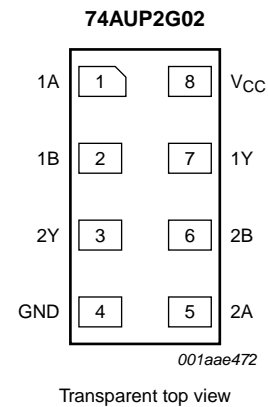 74AUP2G02
1A 1 8 VCC
1B 2 7 1Y
2Y 3 6 2B
GND 4 5 2A
001aae472
Transparent top view